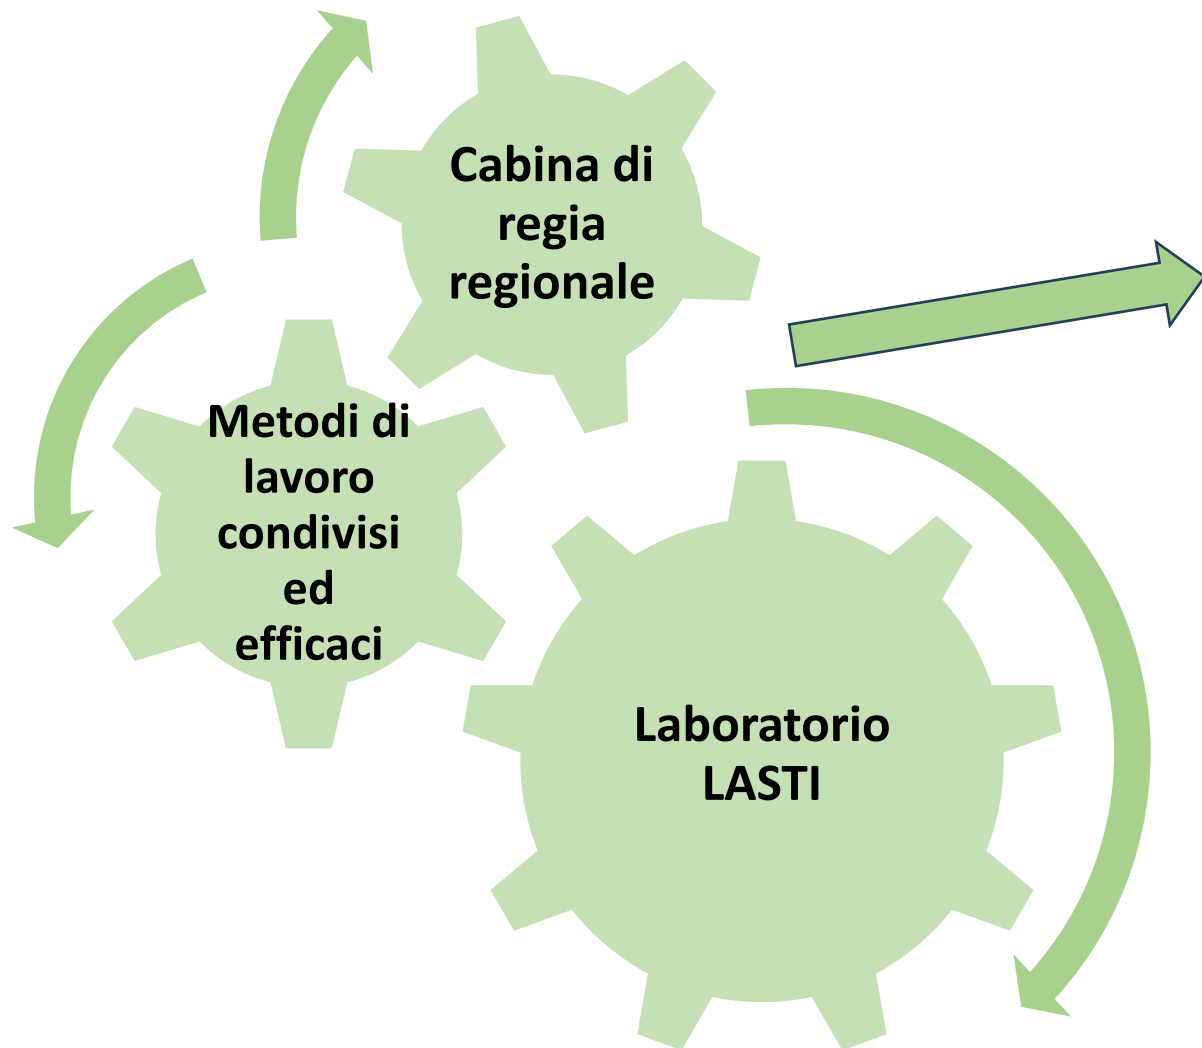 Cabina di
regia
regionale
Metodi di
lavoro
condivisi
ed
efficaci
Laboratorio
LASTI